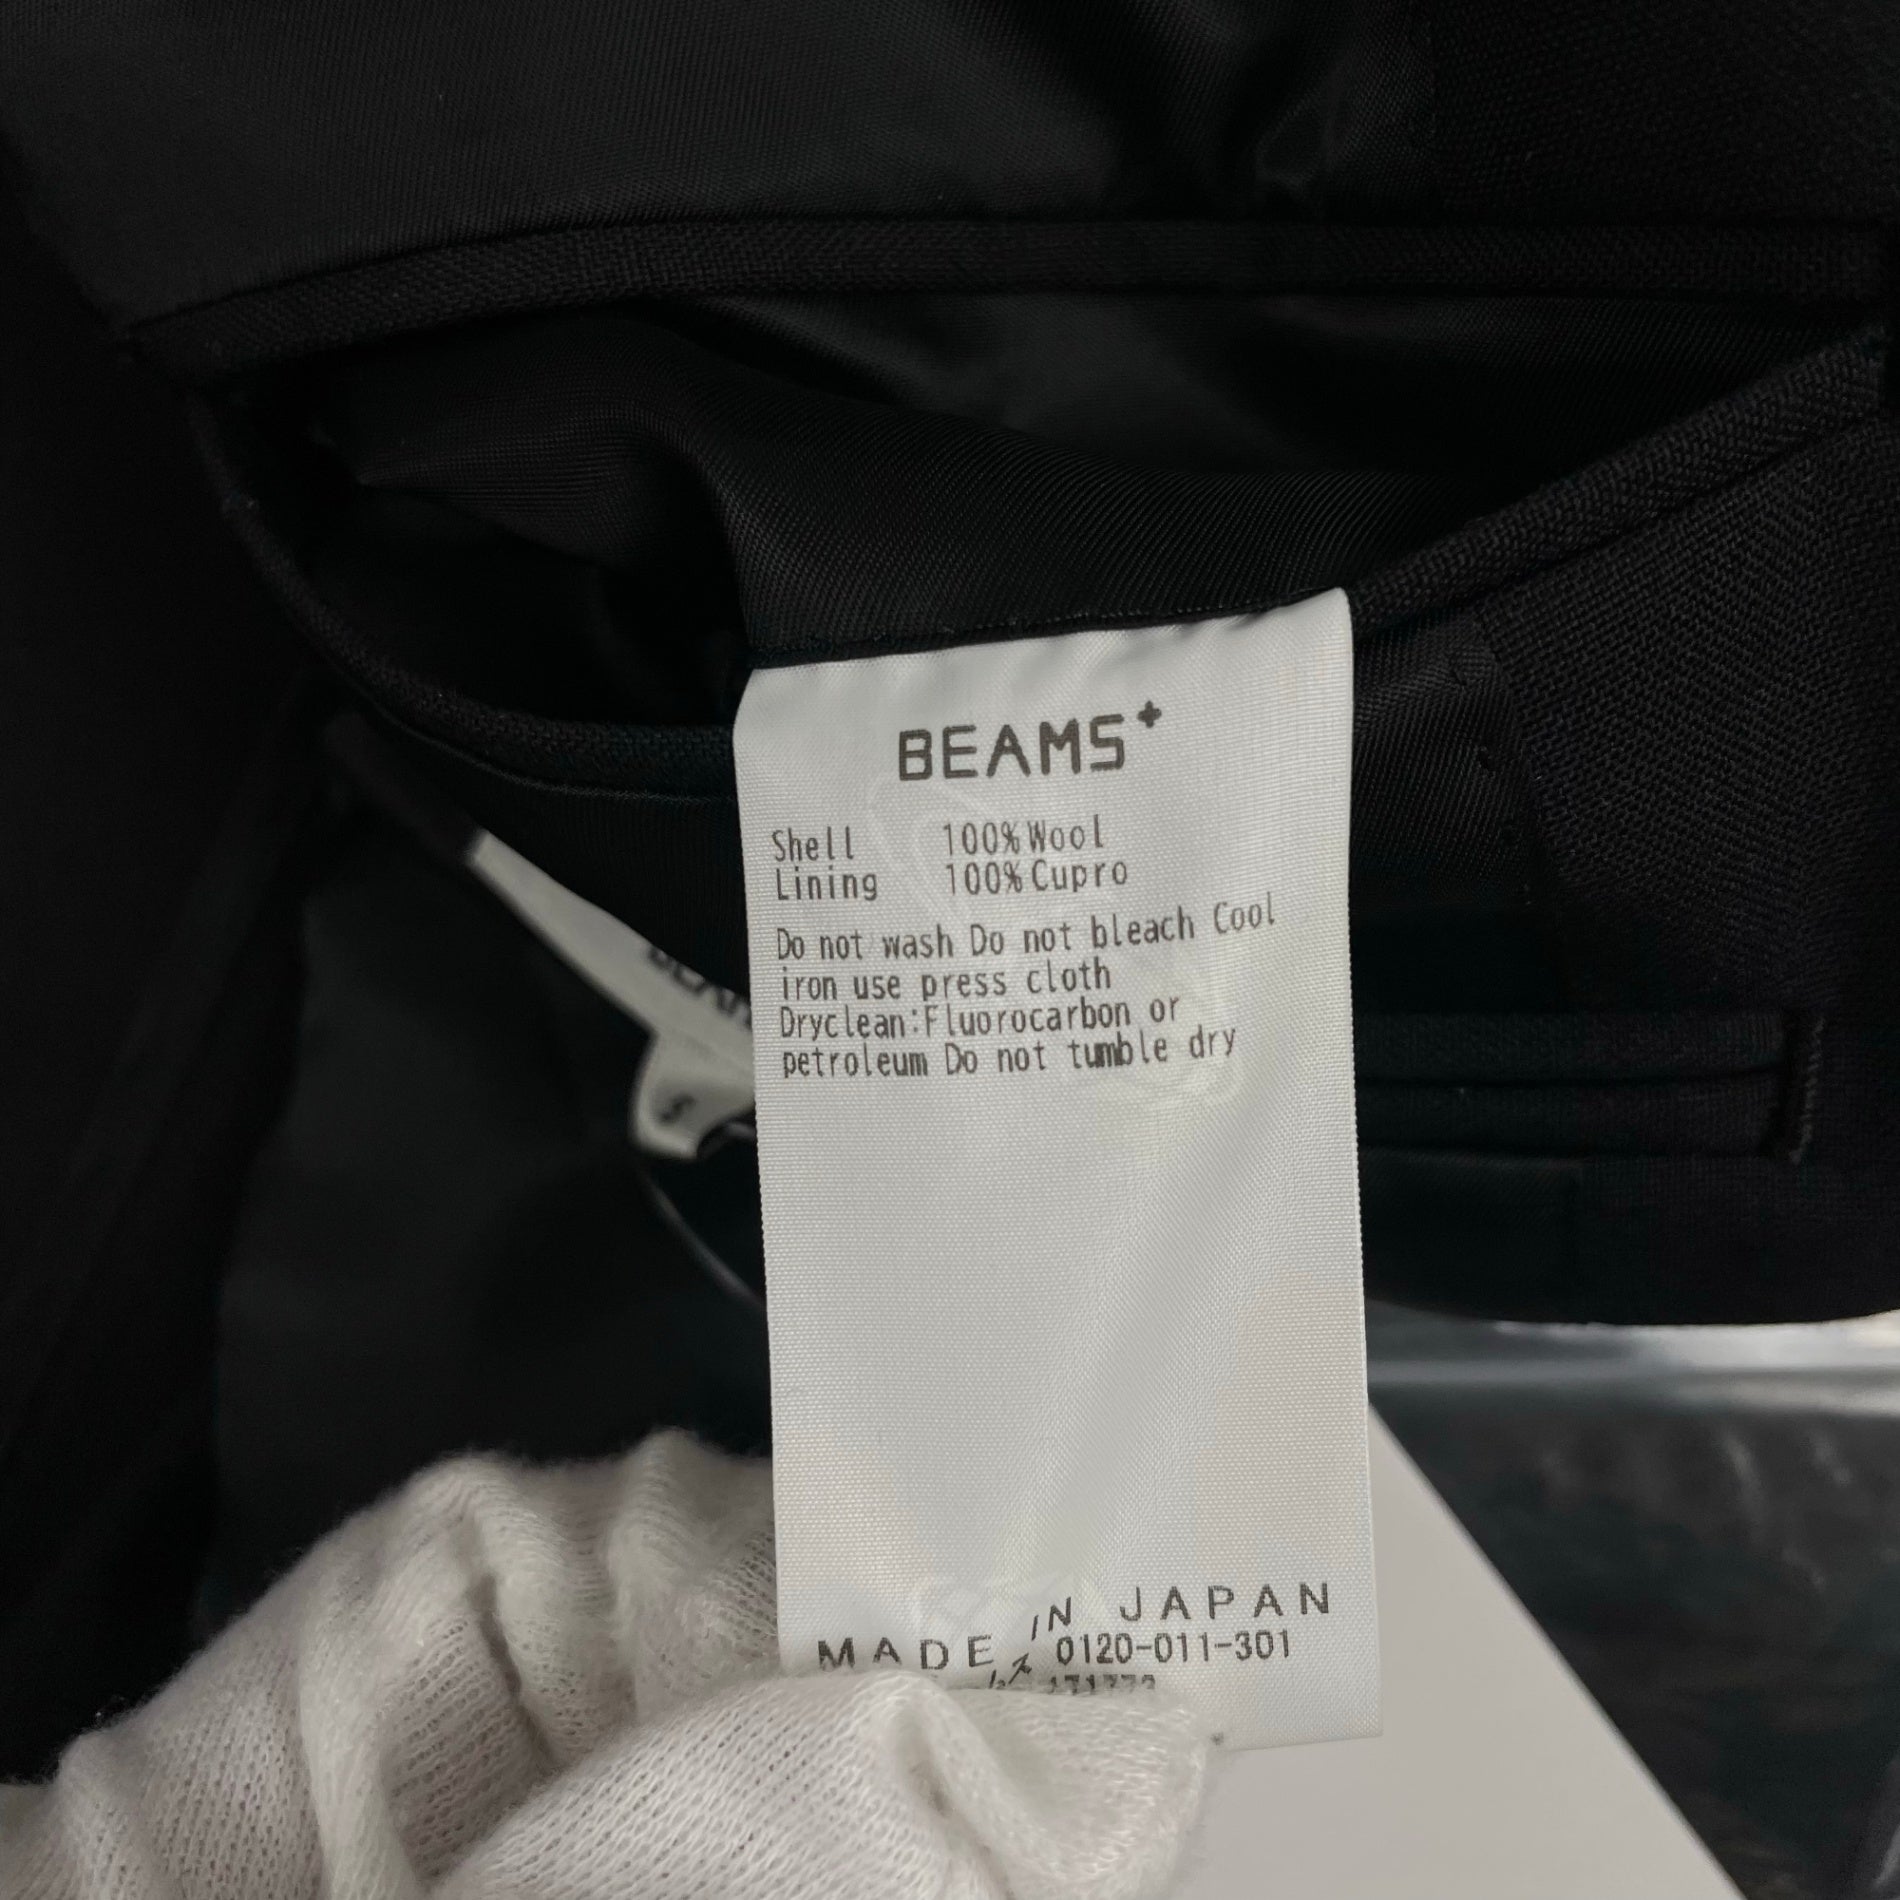 BEAMS+
Shell 100%Wool
Lining 100%Cupro
Do not wash Do not bleach Cool
iron use press cloth
Dryclean:Fluorocarbon or
petroleum Do not tumble dry
MADE IN JAPAN
0120-011-301
S